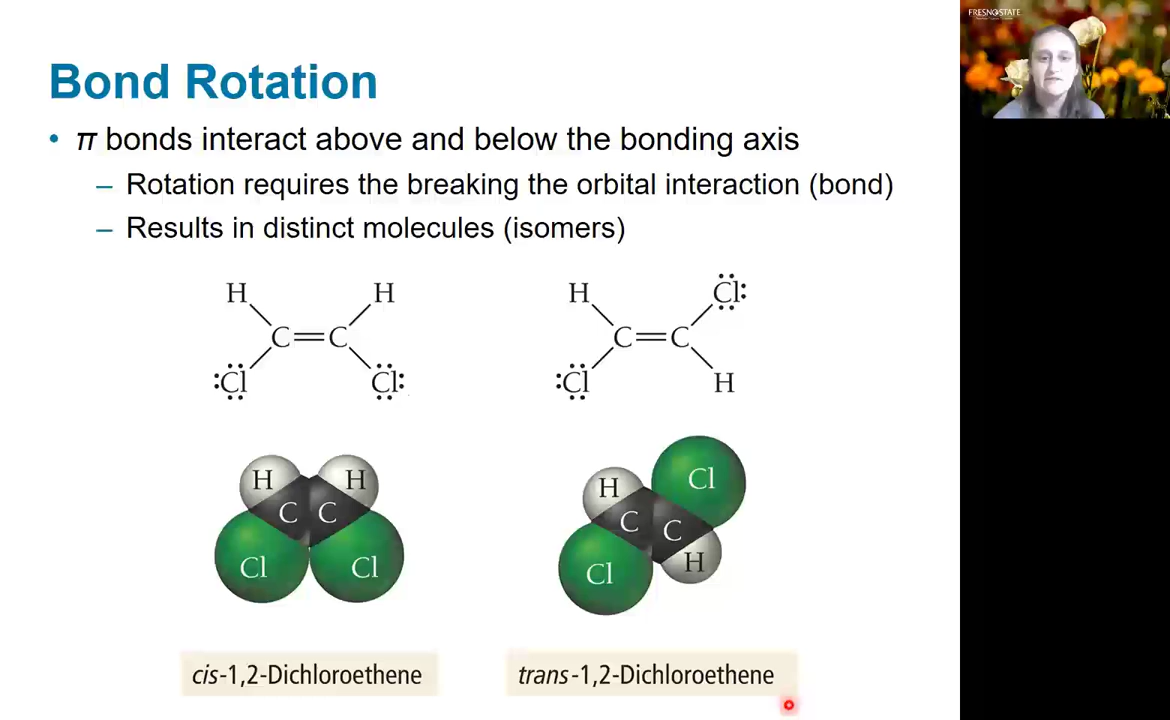 FRESNO STATE
Bond Rotation
• π bonds interact above and below the bonding axis
– Rotation requires the breaking the orbital interaction (bond)
– Results in distinct molecules (isomers)
H H H Cl
C=C C=C
Cl Cl Cl H
H H H Cl
C C C C
Cl Cl Cl H
cis-1,2-Dichloroethene trans-1,2-Dichloroethene